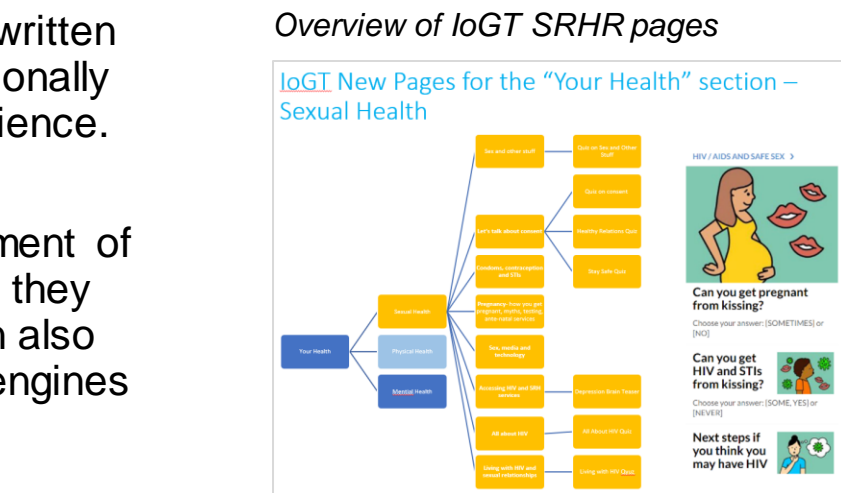 written
onally
ience.
ment of
they
also
engines
Overview of IoGT SRHR pages
IoGT New Pages for the “Your Health” section –
Sexual Health
Your Health
Sexual Health
Physical Health
Mental Health
Sex and other stuff
Let's talk about consent
Condoms, contraception
and STIs
Pregnancy- how you get
pregnant, myths, testing,
ante-natal services
Sex, media and
technology
Accessing HIV and SRH
services
All about HIV
Living with HIV and
sexual relationships
Quiz on Sex and Other
Stuff
Quiz on consent
Healthy Relations Quiz
Stay Safe Quiz
Depression Brain Teaser
All About HIV Quiz
Living with HIV Quiz
HIV / AIDS AND SAFE SEX >
Can you get pregnant
from kissing?
Choose your answer: [SOMETIMES] or
[NO]
Can you get
HIV and STIs
from kissing?
Choose your answer: [SOME, YES] or
[NEVER]
Next steps if
you think you
may have HIV